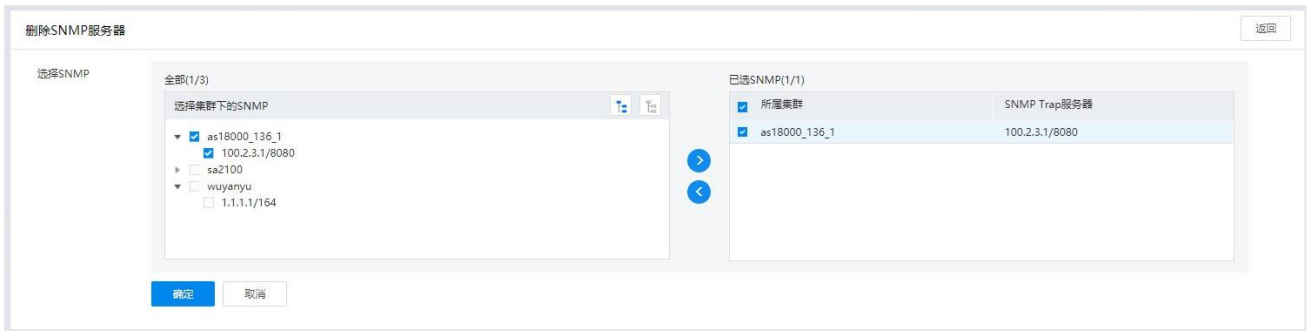 删除SNMP服务器
返回
选择SNMP
全部(1/3)
选择集群下的SNMP
as18000_136_1
100.2.3.1/8080
sa2100
wuyanyu
1.1.1.1/164
已选SNMP(1/1)
所属集群 SNMP Trap服务器
as18000_136_1 100.2.3.1/8080
确定 取消